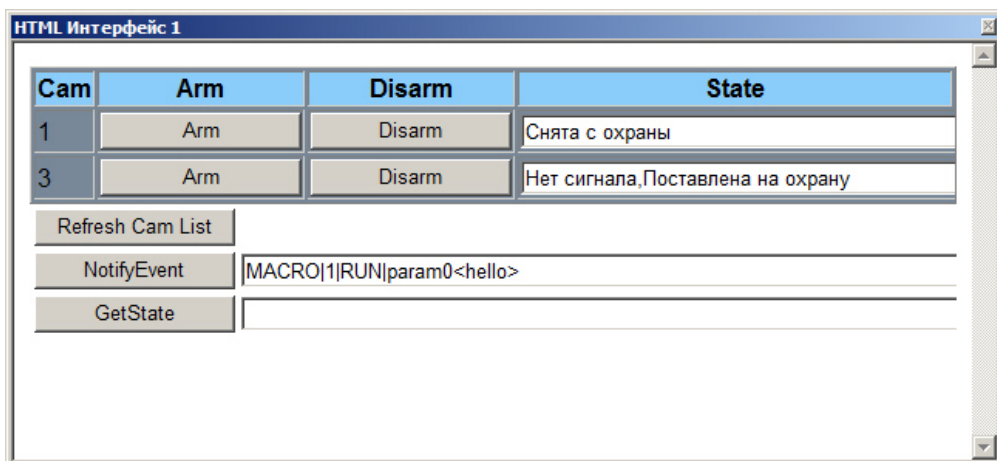 HTML Интерфейс 1
Cam Arm Disarm State
1 Arm Disarm Снята с охраны
3 Arm Disarm Нет сигнала,Поставлена на охрану
Refresh Cam List
NotifyEvent MACRO|1|RUN|param0<hello>
GetState